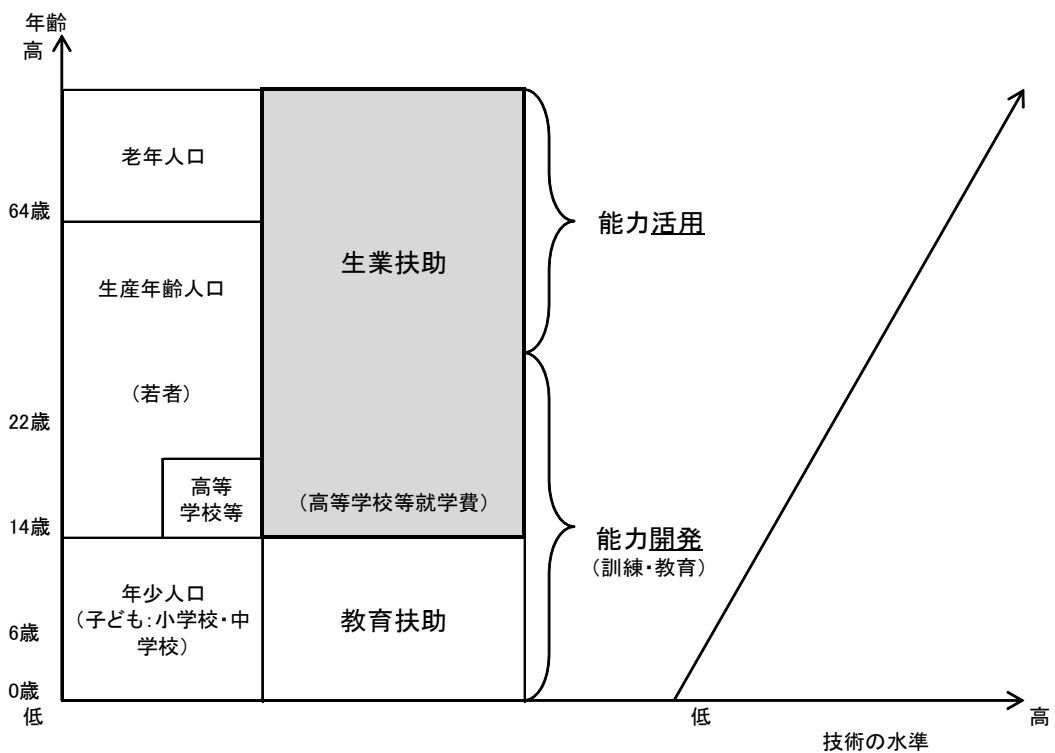 年齢
高
老年人口
64歳
生業扶助
能力活用
生産年齢人口
(若者)
22歳
高等
学校等
(高等学校等就学費)
14歳
能力開発
(訓練・教育)
年少人口
(子ども:小学校・中
学校)
教育扶助
6歳
0歳
低
低
高
技術の水準